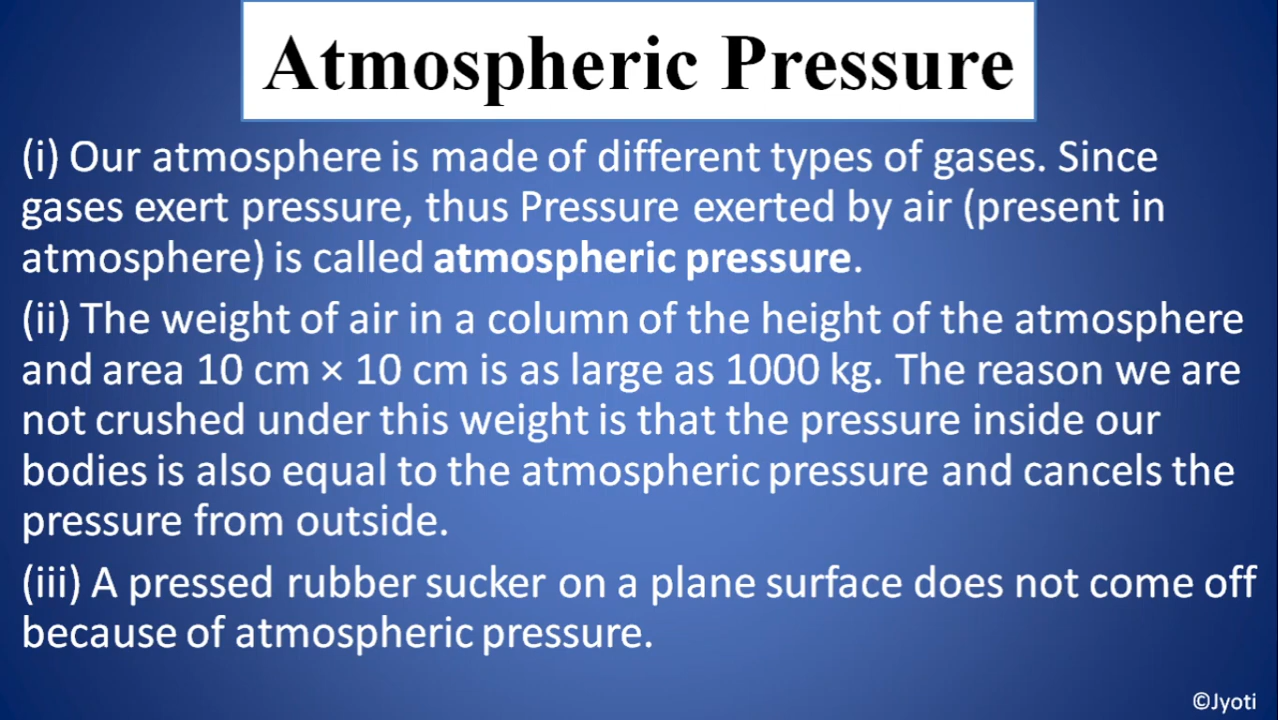 Atmospheric Pressure
(i) Our atmosphere is made of different types of gases. Since
gases exert pressure, thus Pressure exerted by air (present in
atmosphere) is called atmospheric pressure.
(ii) The weight of air in a column of the height of the atmosphere
and area 10 cm × 10 cm is as large as 1000 kg. The reason we are
not crushed under this weight is that the pressure inside our
bodies is also equal to the atmospheric pressure and cancels the
pressure from outside.
(iii) A pressed rubber sucker on a plane surface does not come off
because of atmospheric pressure.
©Jyoti